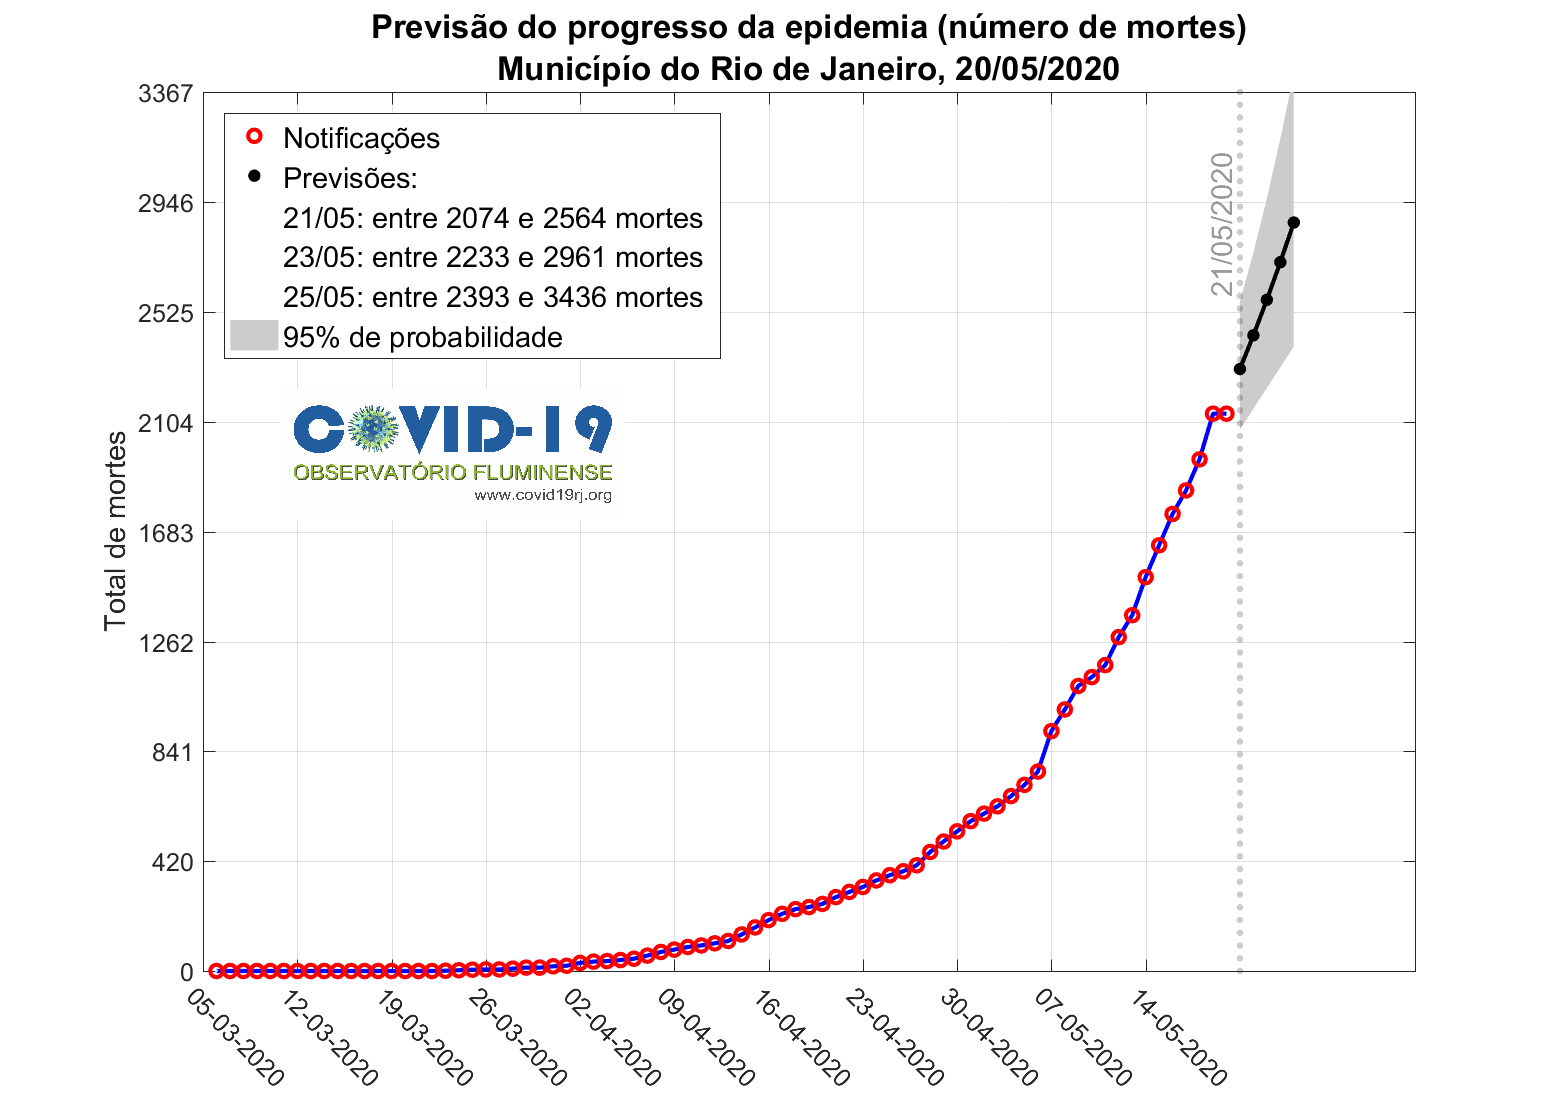 Previsão do progresso da epidemia (número de mortes)
Municípío do Rio de Janeiro, 20/05/2020
3367
2946
2525
2104
1683
1262
841
420
0
Total de mortes
Notificações
Previsões:
21/05: entre 2074 e 2564 mortes
23/05: entre 2233 e 2961 mortes
25/05: entre 2393 e 3436 mortes
95% de probabilidade
COVID-19
OBSERVATÓRIO FLUMINENSE
www.covid19rj.org
21/05/2020
05-03-2020
12-03-2020
19-03-2020
26-03-2020
02-04-2020
09-04-2020
16-04-2020
23-04-2020
30-04-2020
07-05-2020
14-05-2020